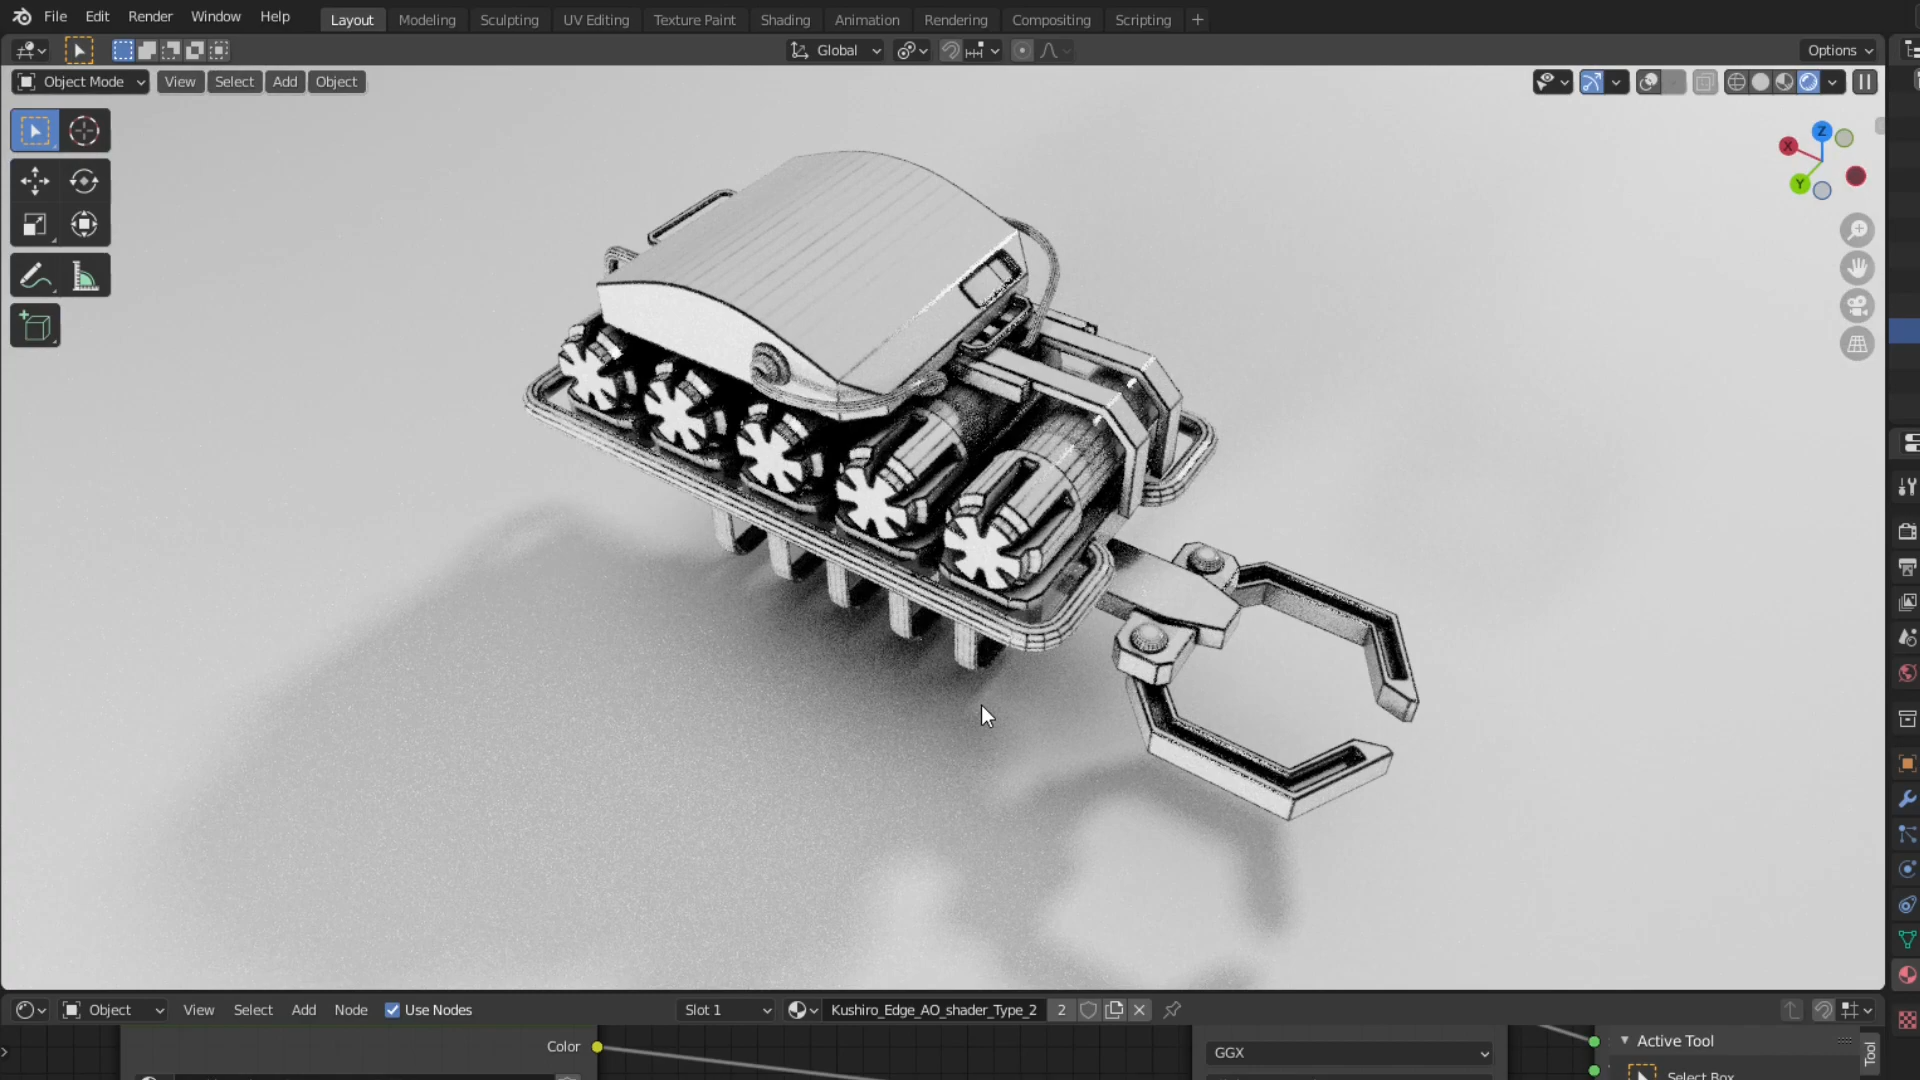 File Edit Render Window Help Layout Modeling Sculpting UV Editing Texture Paint Shading Animation Rendering Compositing Scripting +
Global Options
Object Mode View Select Add Object
Z
X
Y
Object View Select Add Node Use Nodes Slot 1 Kushiro_Edge_AO_shader_Type_2 2
Color
GGX
Active Tool
Tool
Select Box